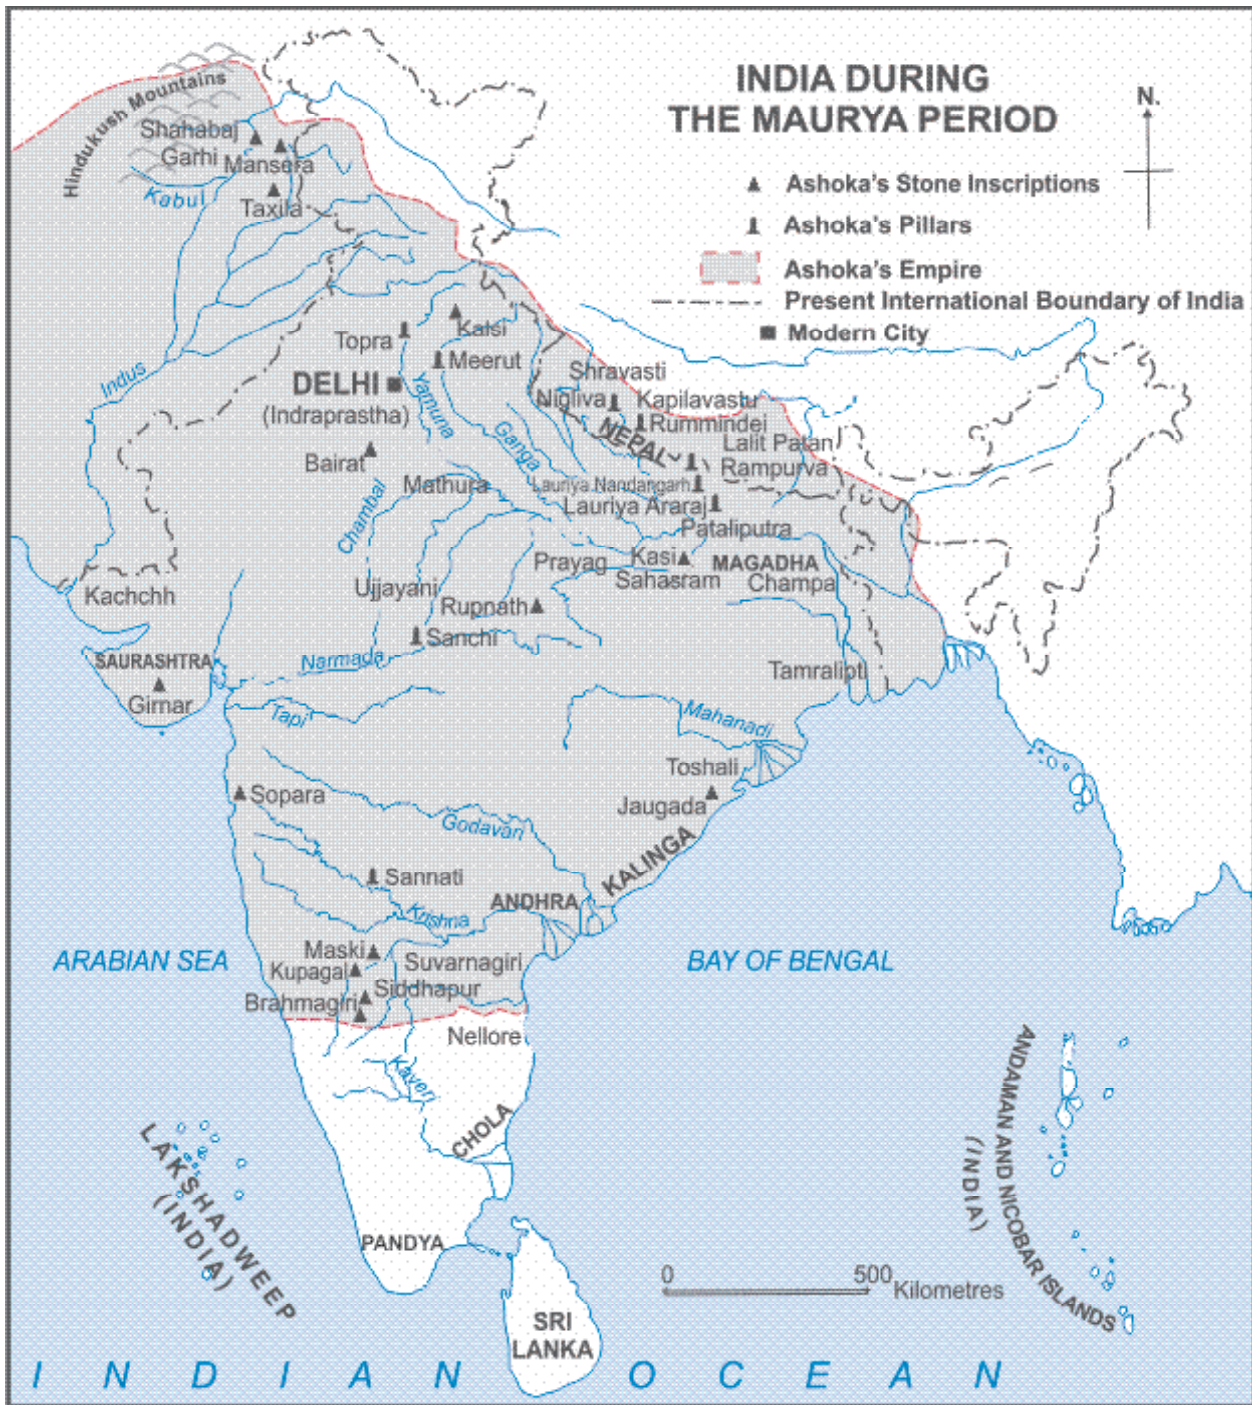 INDIA DURING
THE MAURYA PERIOD
N.
Ashoka's Stone Inscriptions
Ashoka's Pillars
Ashoka's Empire
Present International Boundary of India
Modern City
Hindukush Mountains
Shahabaj
Garhi
Mansera
Kabul
Taxila
Indus
Topra
Kalsi
Meerut
DELHI
(Indraprastha)
Yamuna
Ganga
Bairat
Shravasti
Nigliva
Kapilavastu
Rummindei
NEPAL
Lalit Patan
Rampurva
Mathura
Lauriya Nandangarh
Lauriya Araraj
Chambal
Pataliputra
Prayag
Kasi
MAGADHA
Sahasram
Champa
Kachchh
Ujjayani
Rupnath
Sanchi
SAURASHTRA
Narmada
Tamralipti
Girnar
Tapi
Mahanadi
Toshali
Sopara
Jaugada
Godavari
KALINGA
Sannati
ANDHRA
Krishna
ARABIAN SEA
Maski
Suvarnagiri
BAY OF BENGAL
Kupagal
Siddhapur
Brahmagiri
Nellore
Kaveri
CHOLA
LAKSHADWEEP
(INDIA)
ANDAMAN AND NICOBAR ISLANDS
(INDIA)
PANDYA
0 500 Kilometres
SRI
LANKA
INDIAN OCEAN